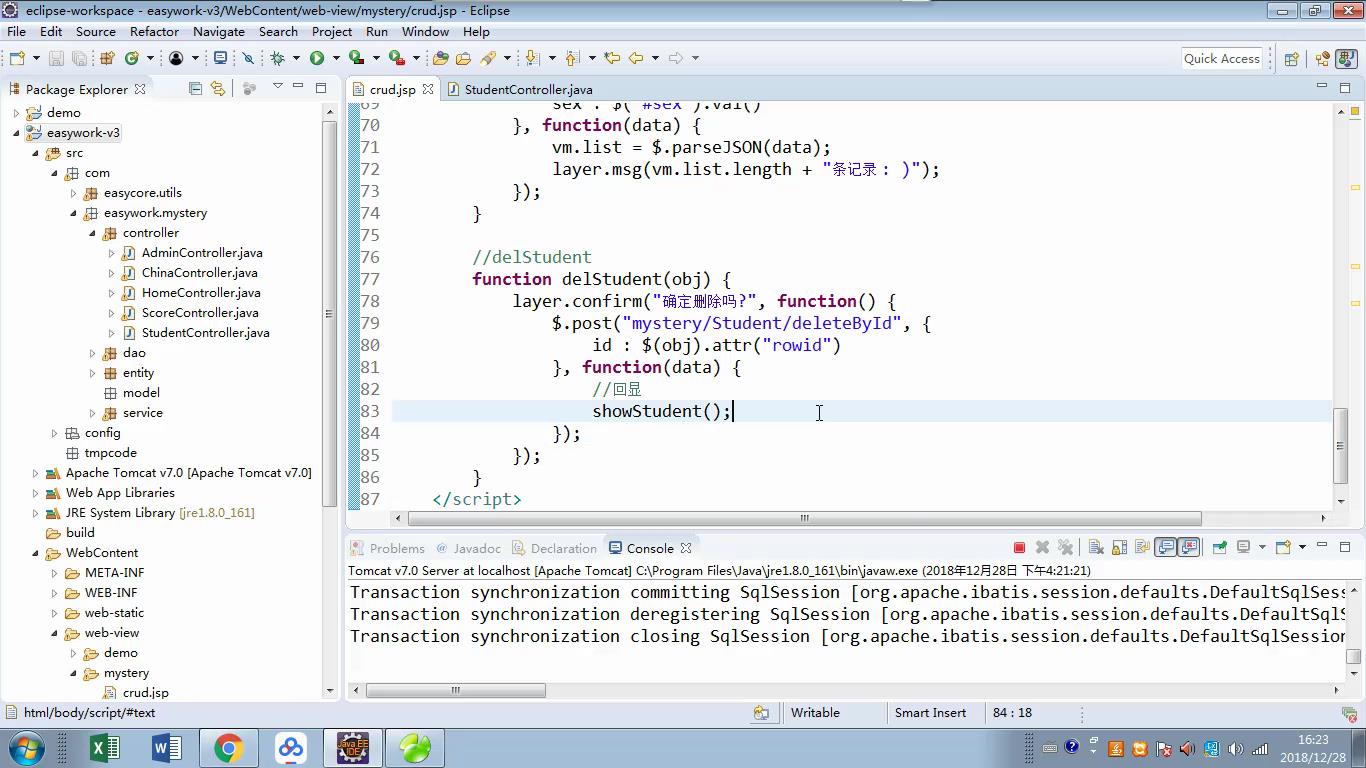 eclipse-workspace - easywork-v3/WebContent/web-view/mystery/crud.jsp - Eclipse
File Edit Source Refactor Navigate Search Project Run Window Help
Quick Access
Package Explorer
crud.jsp
StudentController.java
demo
easywork-v3
src
com
easycore.utils
easywork.mystery
controller
AdminController.java
ChinaController.java
HomeController.java
ScoreController.java
StudentController.java
dao
entity
model
service
config
tmpcode
Apache Tomcat v7.0 [Apache Tomcat v7.0]
Web App Libraries
JRE System Library [jre1.8.0_161]
build
WebContent
META-INF
WEB-INF
web-static
web-view
demo
mystery
crud.jsp
69 sex : $("#sex").val()
70 }, function(data) {
71 vm.list = $.parseJSON(data);
72 layer.msg(vm.list.length + "条记录 : )");
73 });
74 }
75
76 //delStudent
77 function delStudent(obj) {
78 layer.confirm("确定删除吗?", function() {
79 $.post("mystery/Student/deleteById", {
80 id : $(obj).attr("rowid")
81 }, function(data) {
82 //回显
83 showStudent();
84 });
85 });
86 }
87 </script>
Problems @ Javadoc Declaration Console
Tomcat v7.0 Server at localhost [Apache Tomcat] C:\Program Files\Java\jre1.8.0_161\bin\javaw.exe (2018年12月28日 下午4:21:21)
Transaction synchronization committing SqlSession [org.apache.ibatis.session.defaults.DefaultSqlSess
Transaction synchronization deregistering SqlSession [org.apache.ibatis.session.defaults.DefaultSqlS
Transaction synchronization closing SqlSession [org.apache.ibatis.session.defaults.DefaultSqlSession
html/body/script/#text
Writable
Smart Insert
84 : 18
Java EE
IDE
16:23
2018/12/28